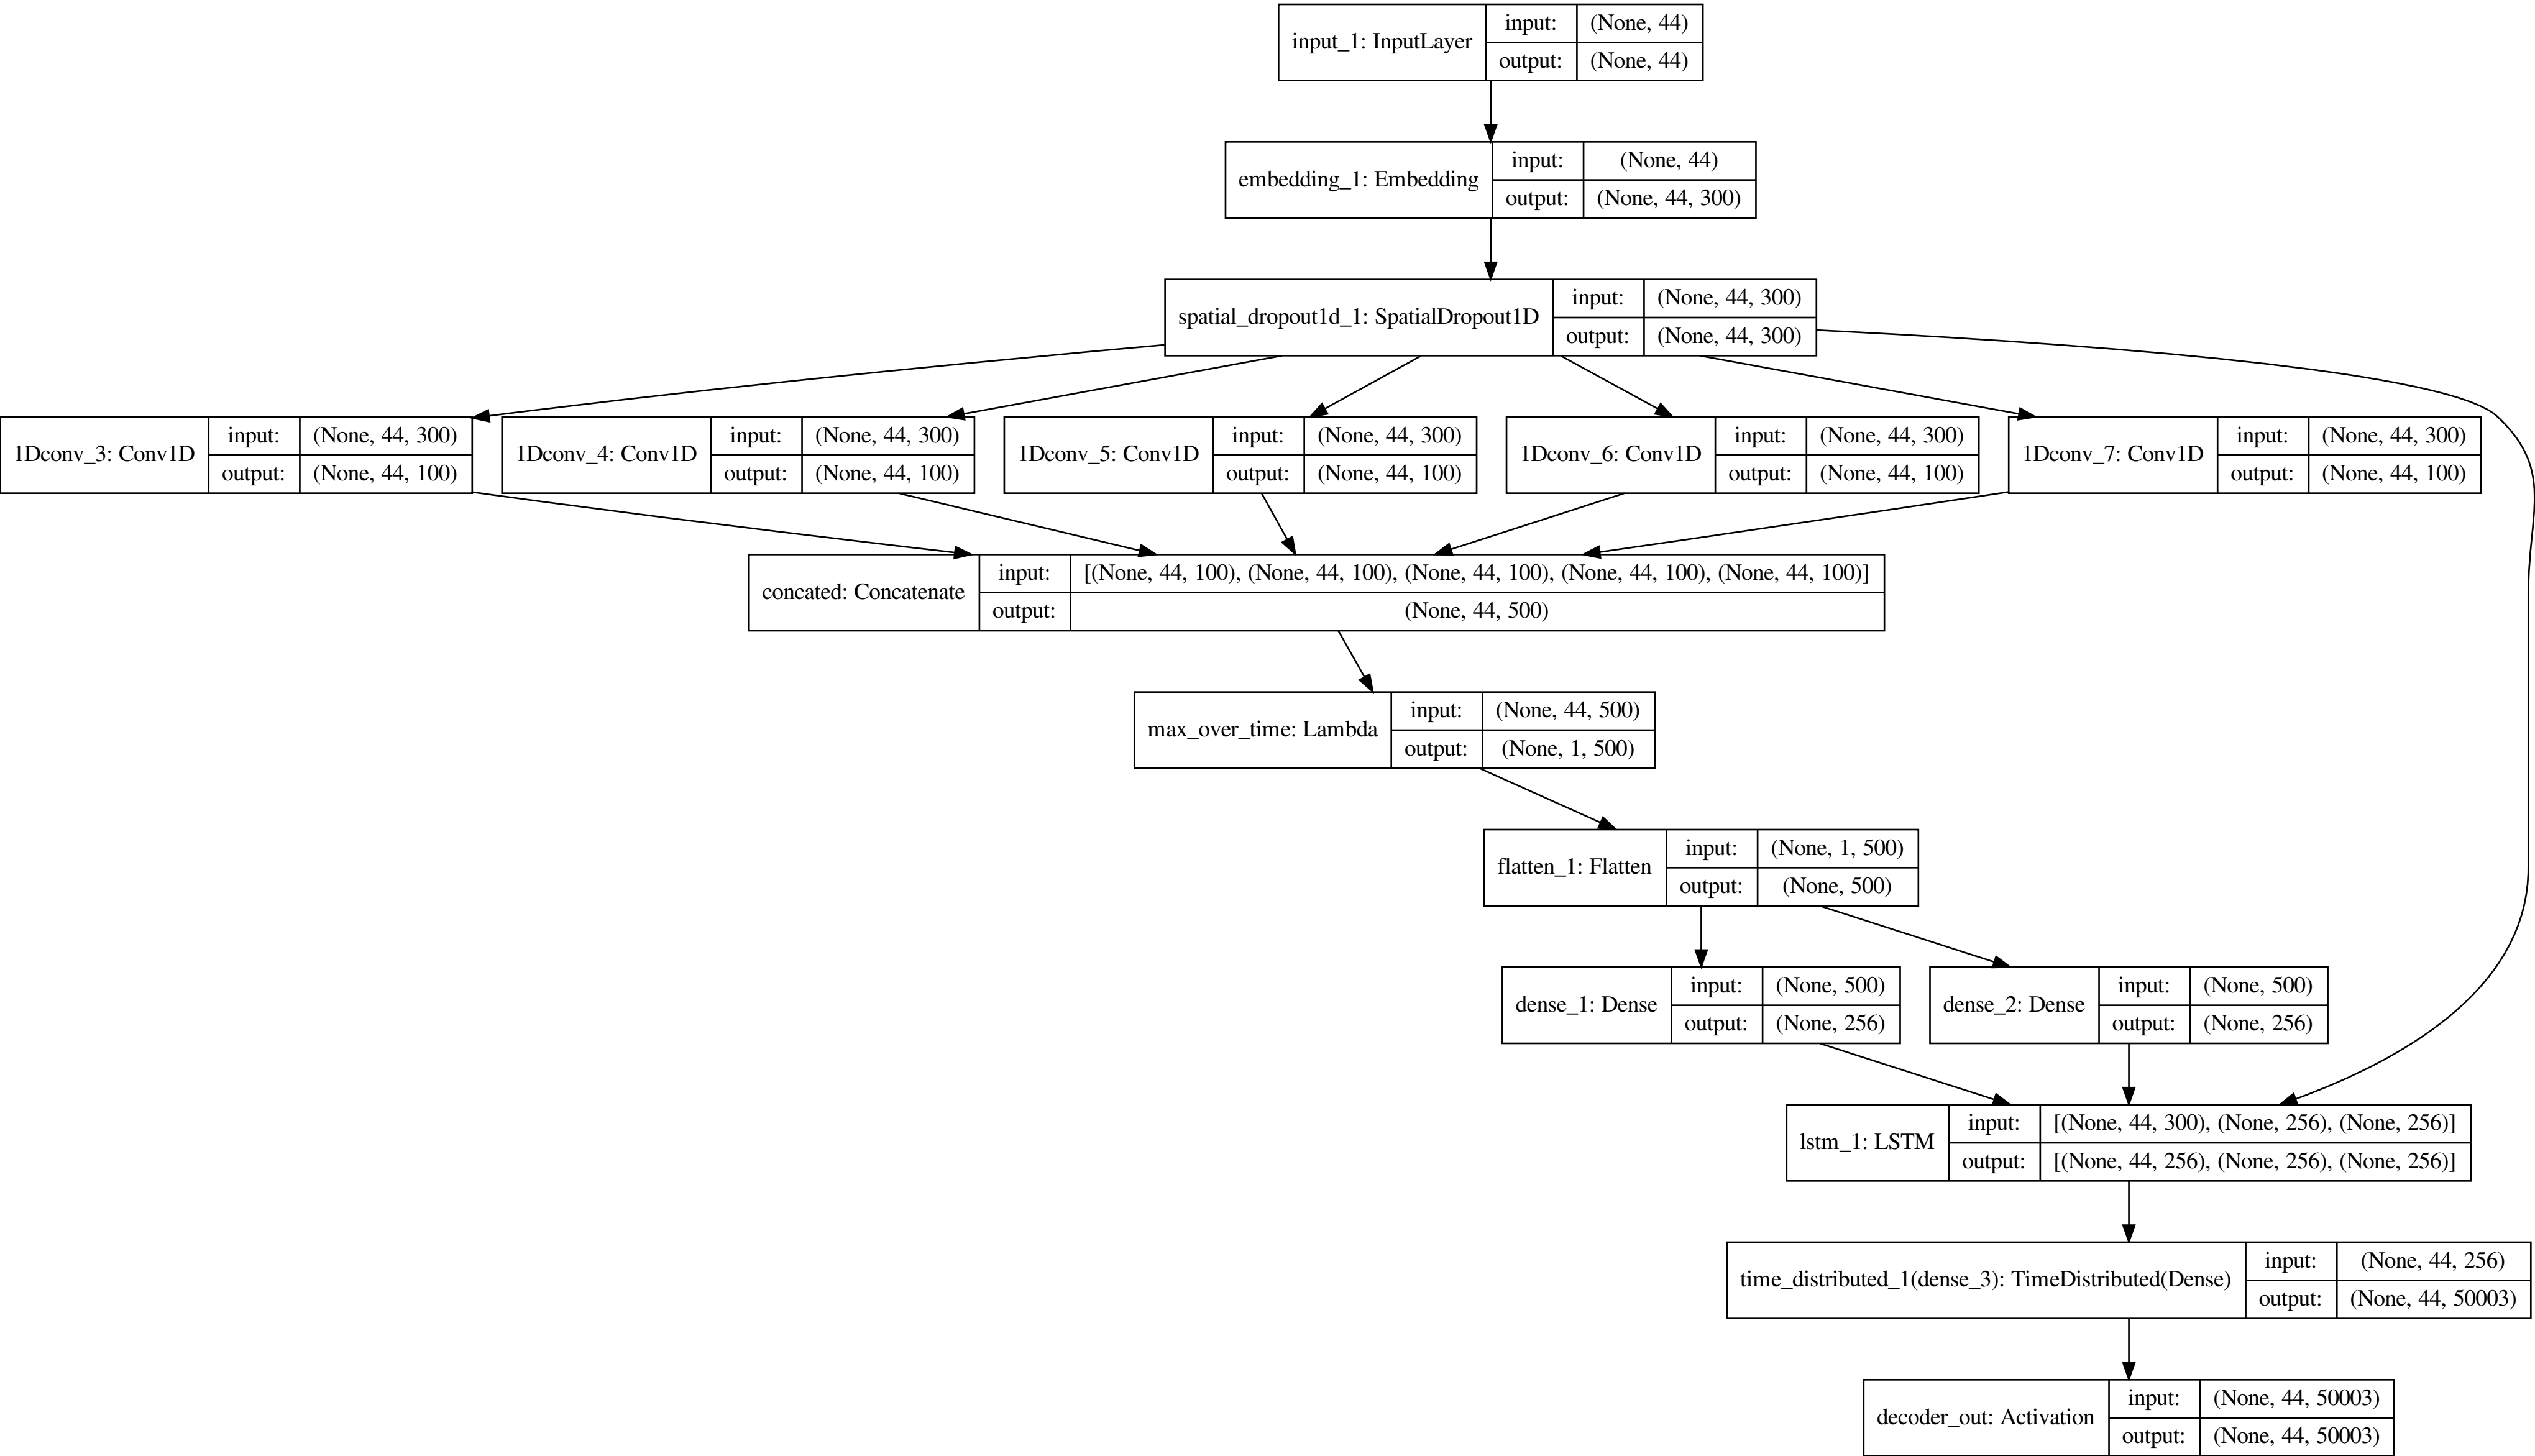 input_1: InputLayer
input: (None, 44)
output: (None, 44)
embedding_1: Embedding
input: (None, 44)
output: (None, 44, 300)
spatial_dropout1d_1: SpatialDropout1D
input: (None, 44, 300)
output: (None, 44, 300)
1Dconv_3: Conv1D
input: (None, 44, 300)
output: (None, 44, 100)
1Dconv_4: Conv1D
input: (None, 44, 300)
output: (None, 44, 100)
1Dconv_5: Conv1D
input: (None, 44, 300)
output: (None, 44, 100)
1Dconv_6: Conv1D
input: (None, 44, 300)
output: (None, 44, 100)
1Dconv_7: Conv1D
input: (None, 44, 300)
output: (None, 44, 100)
concated: Concatenate
input: [(None, 44, 100), (None, 44, 100), (None, 44, 100), (None, 44, 100), (None, 44, 100)]
output: (None, 44, 500)
max_over_time: Lambda
input: (None, 44, 500)
output: (None, 1, 500)
flatten_1: Flatten
input: (None, 1, 500)
output: (None, 500)
dense_1: Dense
input: (None, 500)
output: (None, 256)
dense_2: Dense
input: (None, 500)
output: (None, 256)
lstm_1: LSTM
input: [(None, 44, 300), (None, 256), (None, 256)]
output: [(None, 44, 256), (None, 256), (None, 256)]
time_distributed_1(dense_3): TimeDistributed(Dense)
input: (None, 44, 256)
output: (None, 44, 50003)
decoder_out: Activation
input: (None, 44, 50003)
output: (None, 44, 50003)